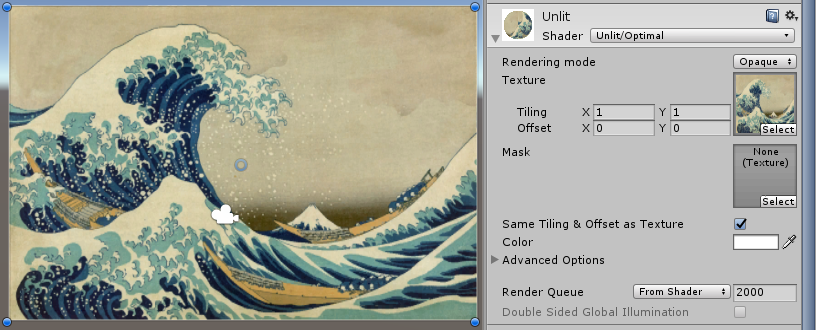 Unlit
Shader Unlit/Optimal
Rendering mode Opaque
Texture
Tiling X 1 Y 1
Offset X 0 Y 0
Select
Mask None
(Texture)
Select
Same Tiling & Offset as Texture
Color
Advanced Options
Render Queue From Shader 2000
Double Sided Global Illumination